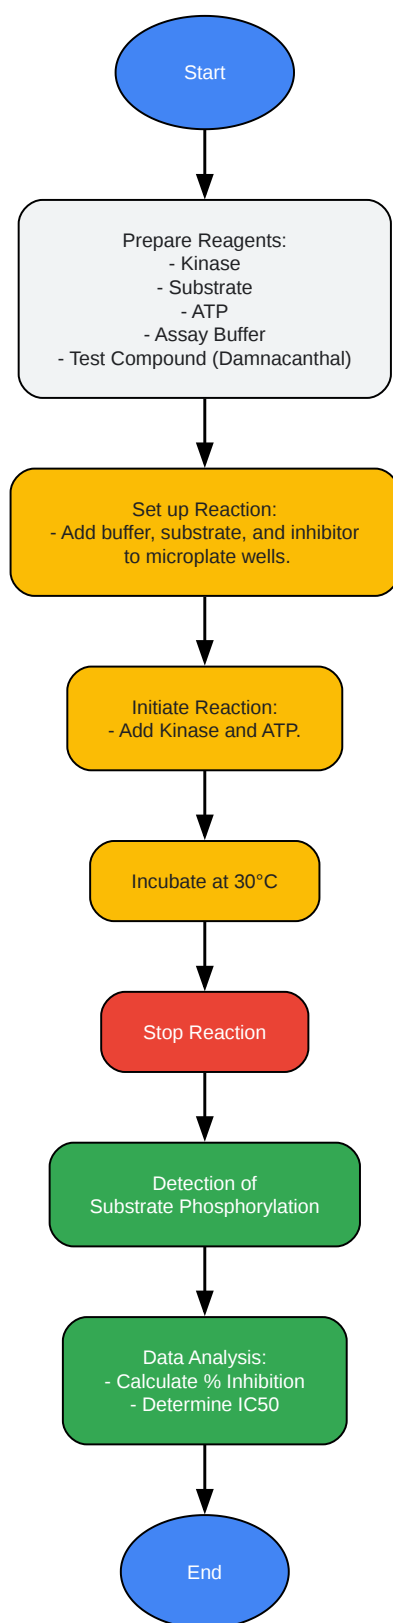 Start
Prepare Reagents:
- Kinase
- Substrate
- ATP
- Assay Buffer
- Test Compound (Damnacanthal)
Set up Reaction:
- Add buffer, substrate, and inhibitor
to microplate wells.
Initiate Reaction:
- Add Kinase and ATP.
Incubate at 30°C
Stop Reaction
Detection of
Substrate Phosphorylation
Data Analysis:
- Calculate % Inhibition
- Determine IC50
End